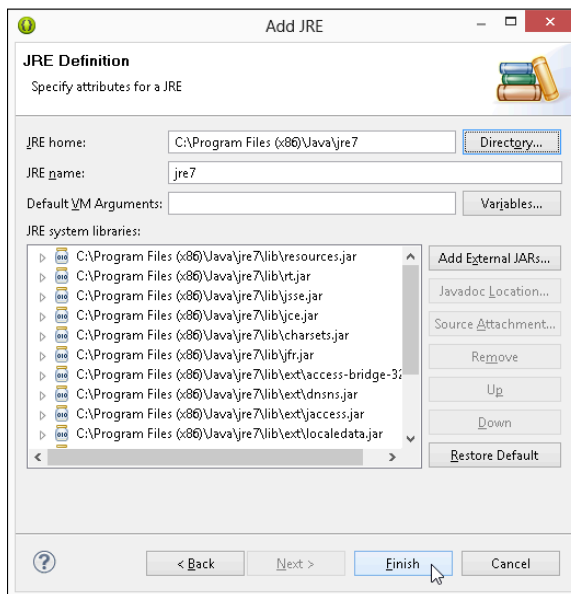 Add JRE
JRE Definition
Specify attributes for a JRE
JRE home:
C:\Program Files (x86)\Java\jre7
Directory...
JRE name:
jre7
Default VM Arguments:
Variables...
JRE system libraries:
C:\Program Files (x86)\Java\jre7\lib\resources.jar
C:\Program Files (x86)\Java\jre7\lib\rt.jar
C:\Program Files (x86)\Java\jre7\lib\jsse.jar
C:\Program Files (x86)\Java\jre7\lib\jce.jar
C:\Program Files (x86)\Java\jre7\lib\charsets.jar
C:\Program Files (x86)\Java\jre7\lib\jfr.jar
C:\Program Files (x86)\Java\jre7\lib\ext\access-bridge-32
C:\Program Files (x86)\Java\jre7\lib\ext\dnsns.jar
C:\Program Files (x86)\Java\jre7\lib\ext\jaccess.jar
C:\Program Files (x86)\Java\jre7\lib\ext\localedata.jar
Add External JARs...
Javadoc Location...
Source Attachment...
Remove
Up
Down
Restore Default
?
< Back
Next >
Finish
Cancel